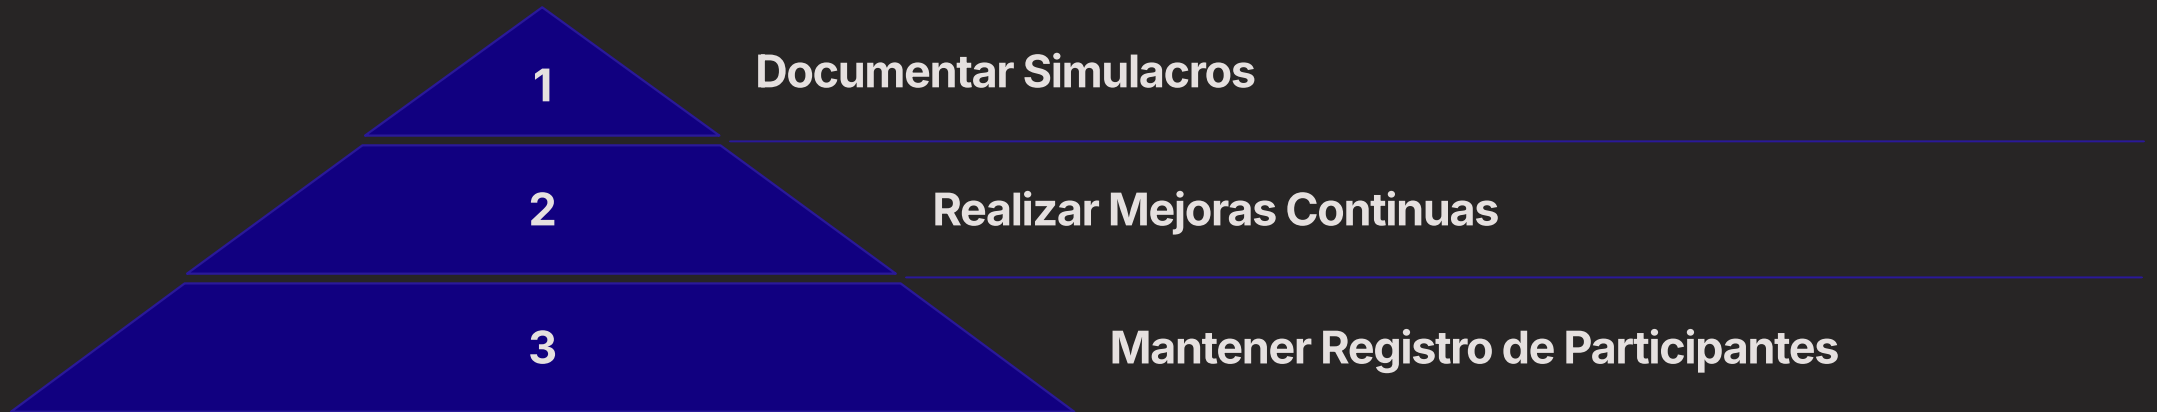 1
Documentar Simulacros
2
Realizar Mejoras Continuas
3
Mantener Registro de Participantes